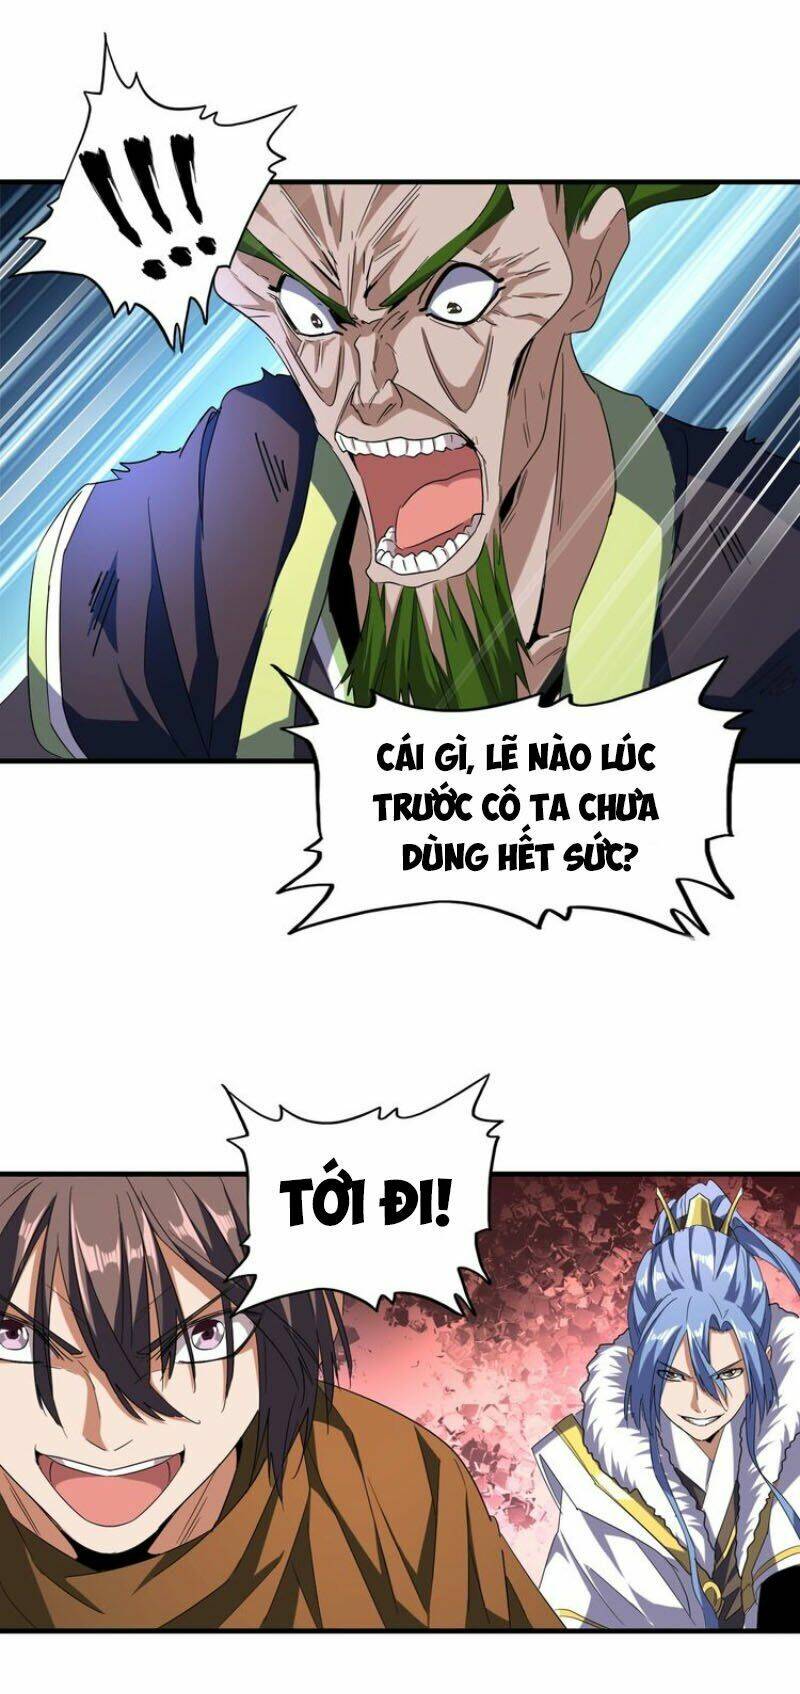 !!!
CÁI GÌ, LẼ NÀO LÚC
TRƯỚC CÔ TA CHƯA
DÙNG HẾT SỨC?
TỚI ĐI!